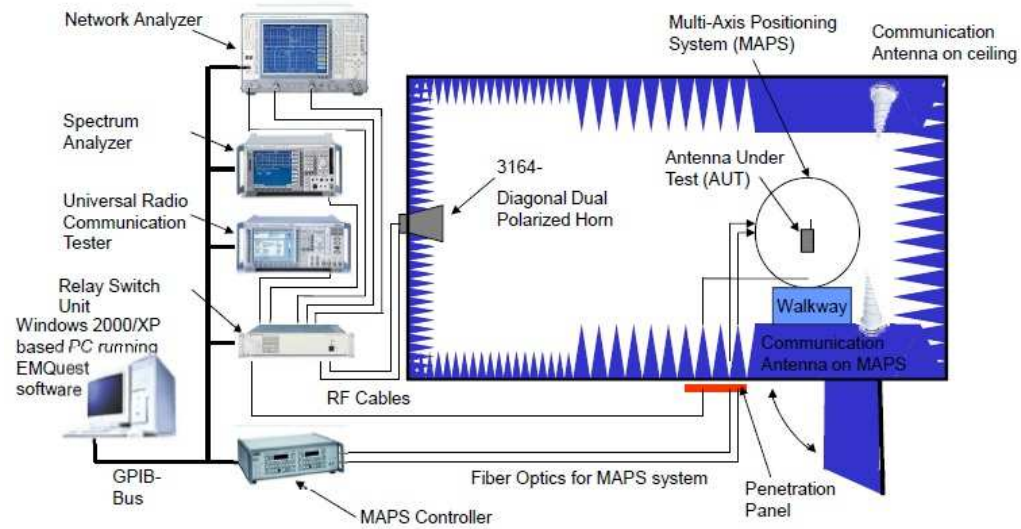 Network Analyzer
Multi-Axis Positioning
System (MAPS)
Communication
Antenna on ceiling
Spectrum
Analyzer
3164-
Diagonal Dual
Polarized Horn
Antenna Under
Test (AUT)
Universal Radio
Communication
Tester
Relay Switch
Unit
Windows 2000/XP
based PC running
EMQuest
software
Walkway
Communication
Antenna on MAPS
RF Cables
GPIB-
Bus
Fiber Optics for MAPS system
Penetration
Panel
MAPS Controller